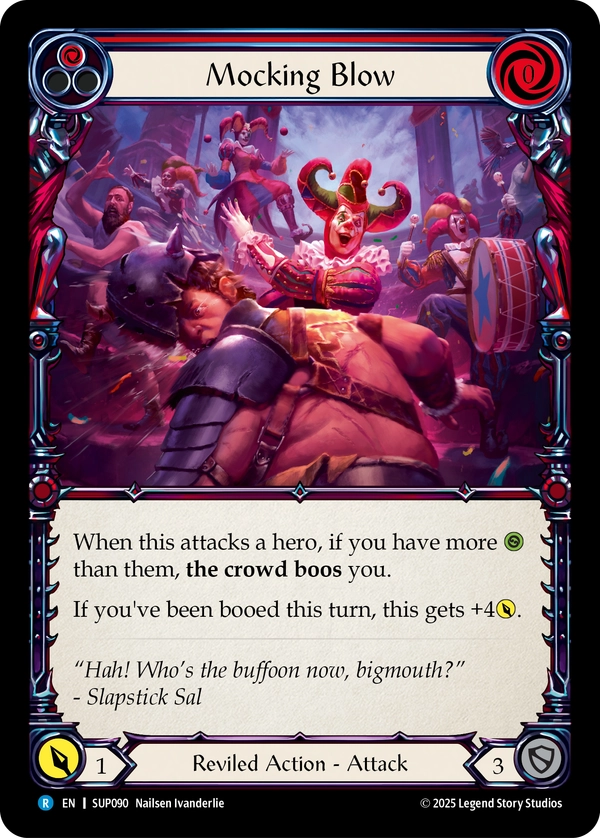 Mocking Blow
0
When this attacks a hero, if you have more
than them, the crowd boos you.
If you've been booed this turn, this gets +4.
“Hah! Who’s the buffoon now, bigmouth?”
- Slapstick Sal
1
Reviled Action - Attack
3
R EN | SUP090 Nailsen Ivanderlie
© 2025 Legend Story Studios